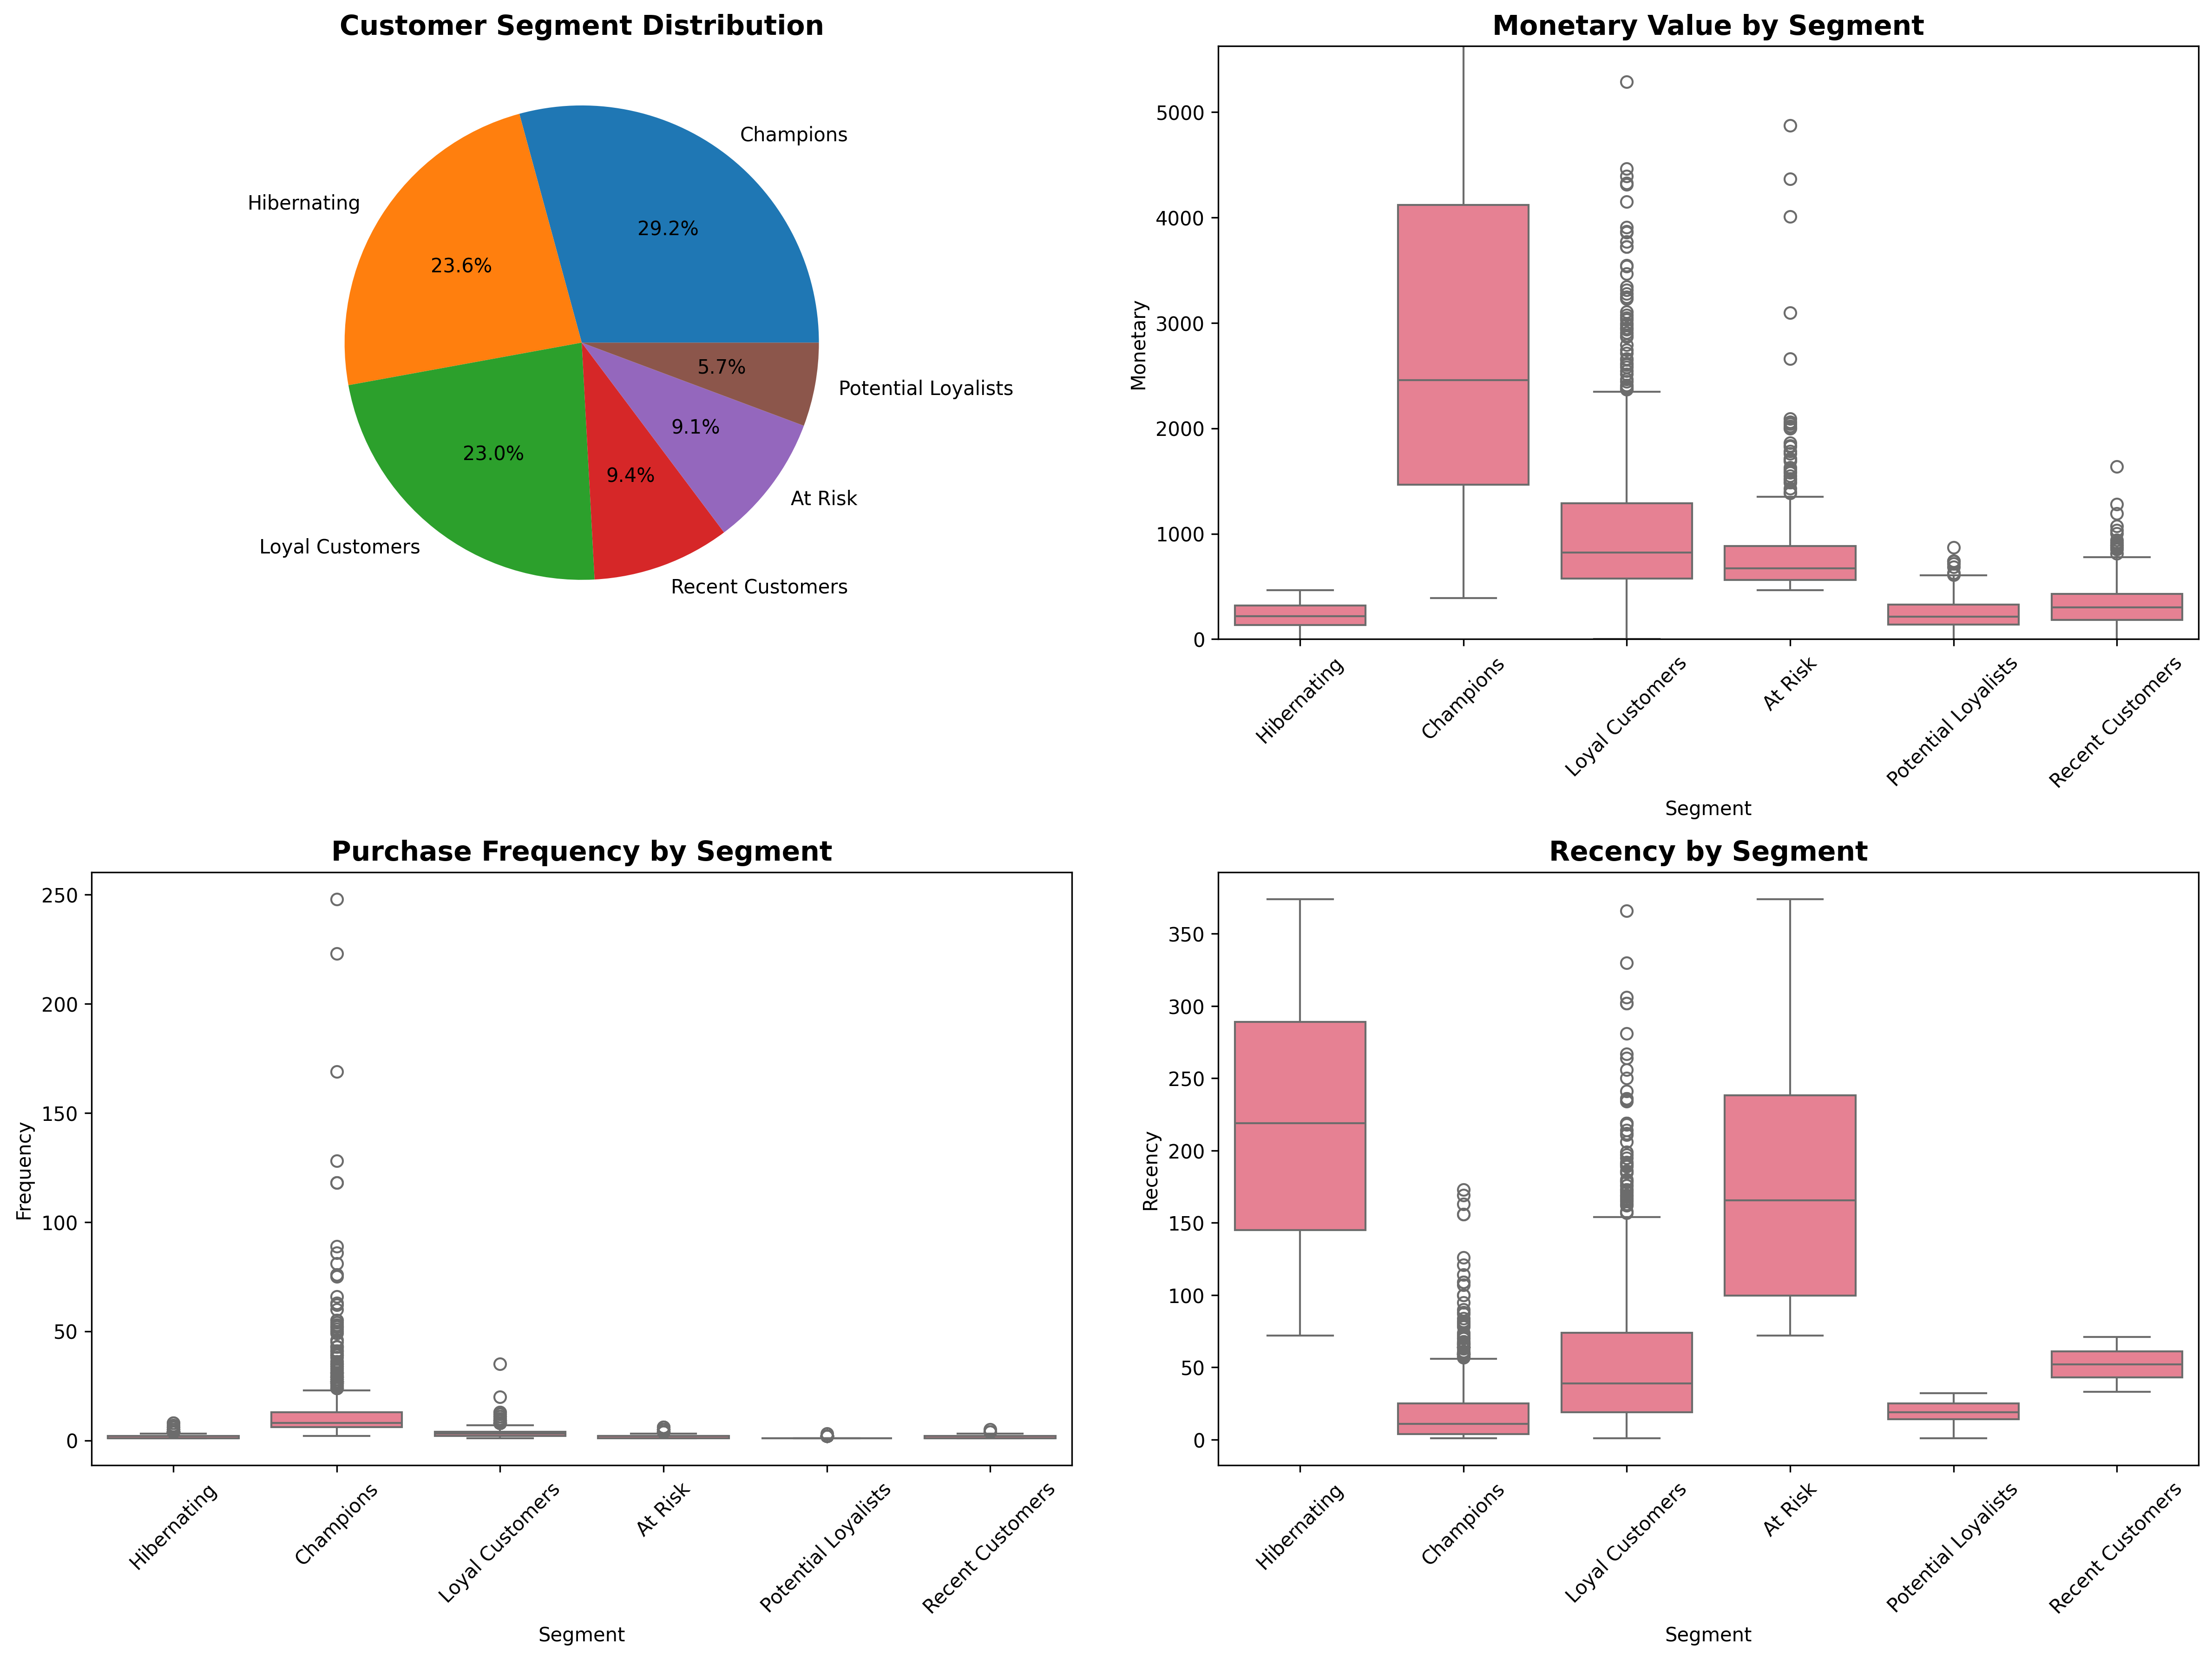 Customer Segment Distribution
Champions
Hibernating
29.2%
23.6%
5.7%
Potential Loyalists
9.1%
23.0%
9.4%
At Risk
Loyal Customers
Recent Customers
Monetary Value by Segment
Monetary
5000
4000
3000
2000
1000
0
Hibernating
Champions
Loyal Customers
At Risk
Potential Loyalists
Recent Customers
Segment
Purchase Frequency by Segment
Frequency
250
200
150
100
50
0
Hibernating
Champions
Loyal Customers
At Risk
Potential Loyalists
Recent Customers
Segment
Recency by Segment
Recency
350
300
250
200
150
100
50
0
Hibernating
Champions
Loyal Customers
At Risk
Potential Loyalists
Recent Customers
Segment